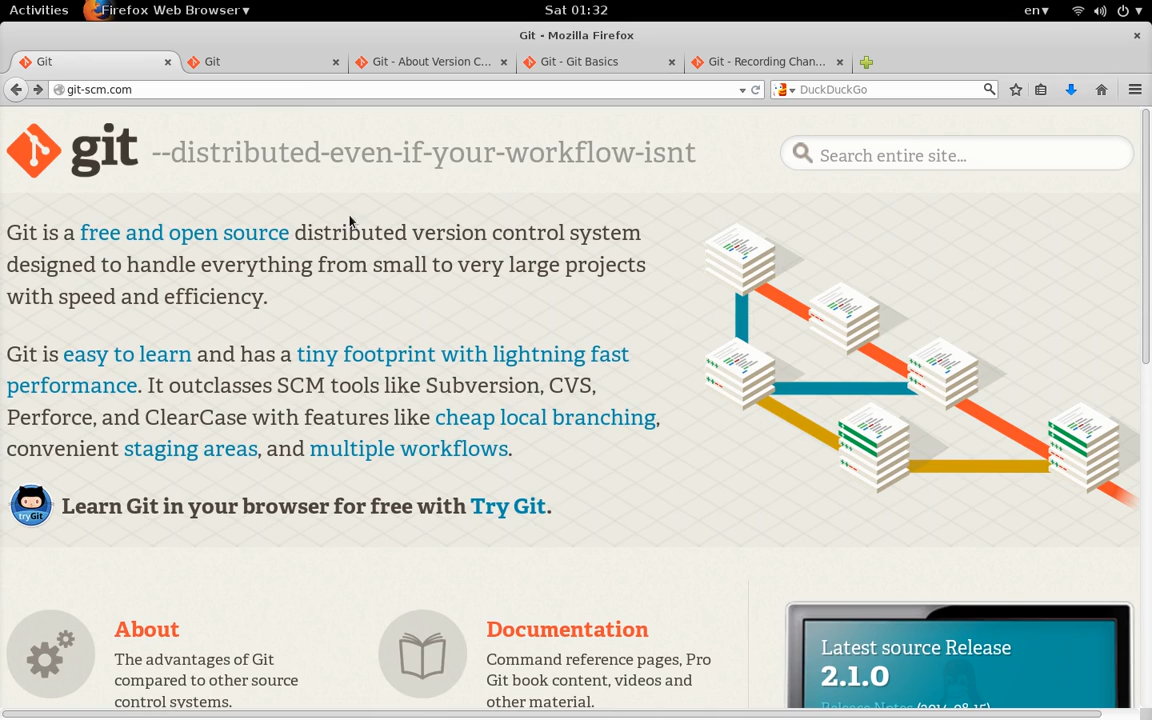 Activities Firefox Web Browser Sat 01:32 en
Git - Mozilla Firefox
Git Git Git - About Version C... Git - Git Basics Git - Recording Chan...
git-scm.com DuckDuckGo
git --distributed-even-if-your-workflow-isnt Search entire site...
Git is a free and open source distributed version control system
designed to handle everything from small to very large projects
with speed and efficiency.
Git is easy to learn and has a tiny footprint with lightning fast
performance. It outclasses SCM tools like Subversion, CVS,
Perforce, and ClearCase with features like cheap local branching,
convenient staging areas, and multiple workflows.
tryGit Learn Git in your browser for free with Try Git.
About
The advantages of Git
compared to other source
control systems.
Documentation
Command reference pages, Pro
Git book content, videos and
other material.
Latest source Release
2.1.0
Release Notes (2014-08-15)